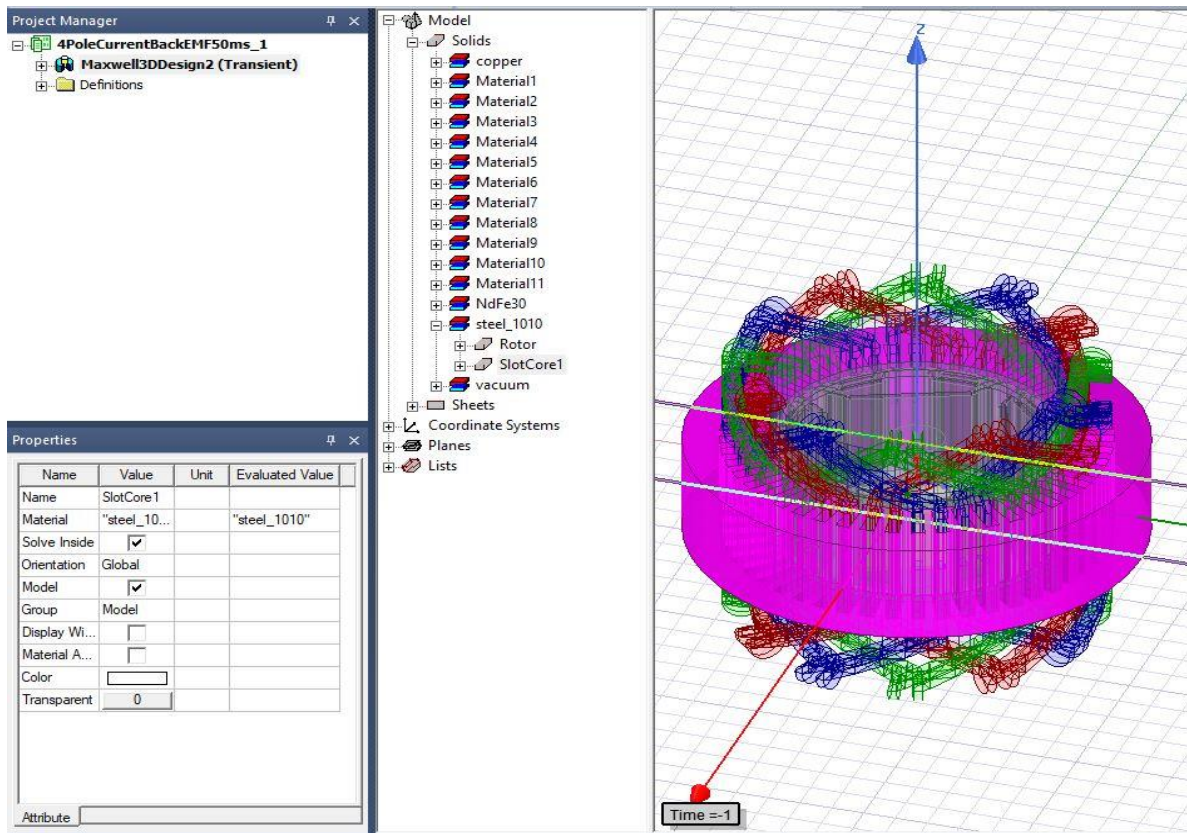 Project Manager
4PoleCurrentBackEMF50ms_1
Maxwell3DDesign2 (Transient)
Definitions
Properties
Name Value Unit Evaluated Value
Name SlotCore1
Material "steel_10... "steel_1010"
Solve Inside
Orientation Global
Model
Group Model
Display Wi...
Material A...
Color
Transparent 0
Attribute
Model
Solids
copper
Material1
Material2
Material3
Material4
Material5
Material6
Material7
Material8
Material9
Material10
Material11
NdFe30
steel_1010
Rotor
SlotCore1
vacuum
Sheets
Coordinate Systems
Planes
Lists
Z
Time =-1